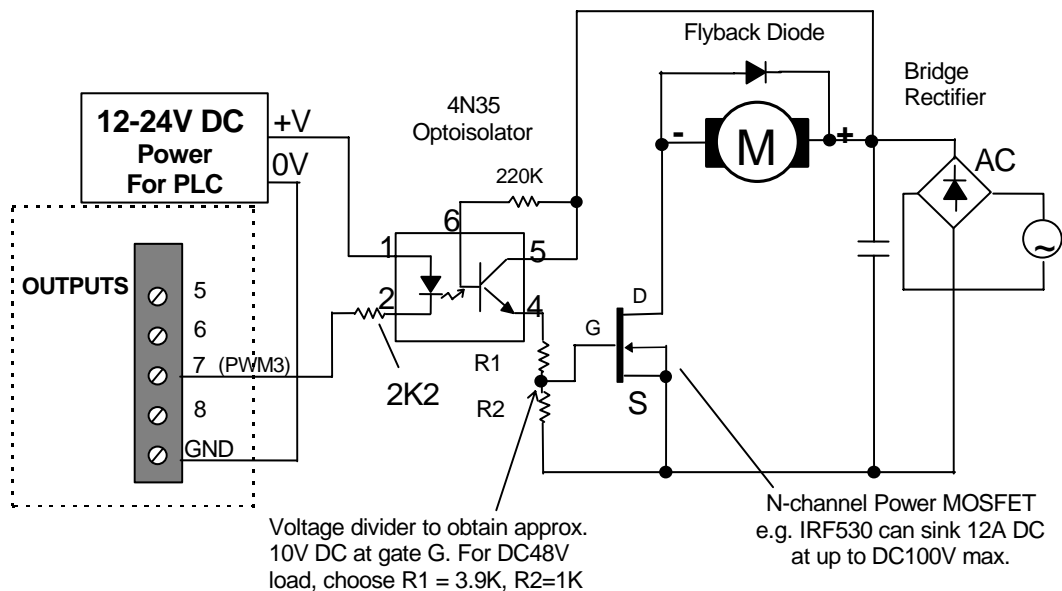 Flyback Diode
Bridge
Rectifier
4N35
Optoisolator
12-24V DC
Power
For PLC
+V
0V
220K
- M +
AC
~
6
1
5
2
4
OUTPUTS
5
6
7 (PWM3)
8
GND
2K2
R1
R2
D
G
S
N-channel Power MOSFET
e.g. IRF530 can sink 12A DC
at up to DC100V max.
Voltage divider to obtain approx.
10V DC at gate G. For DC48V
load, choose R1 = 3.9K, R2=1K